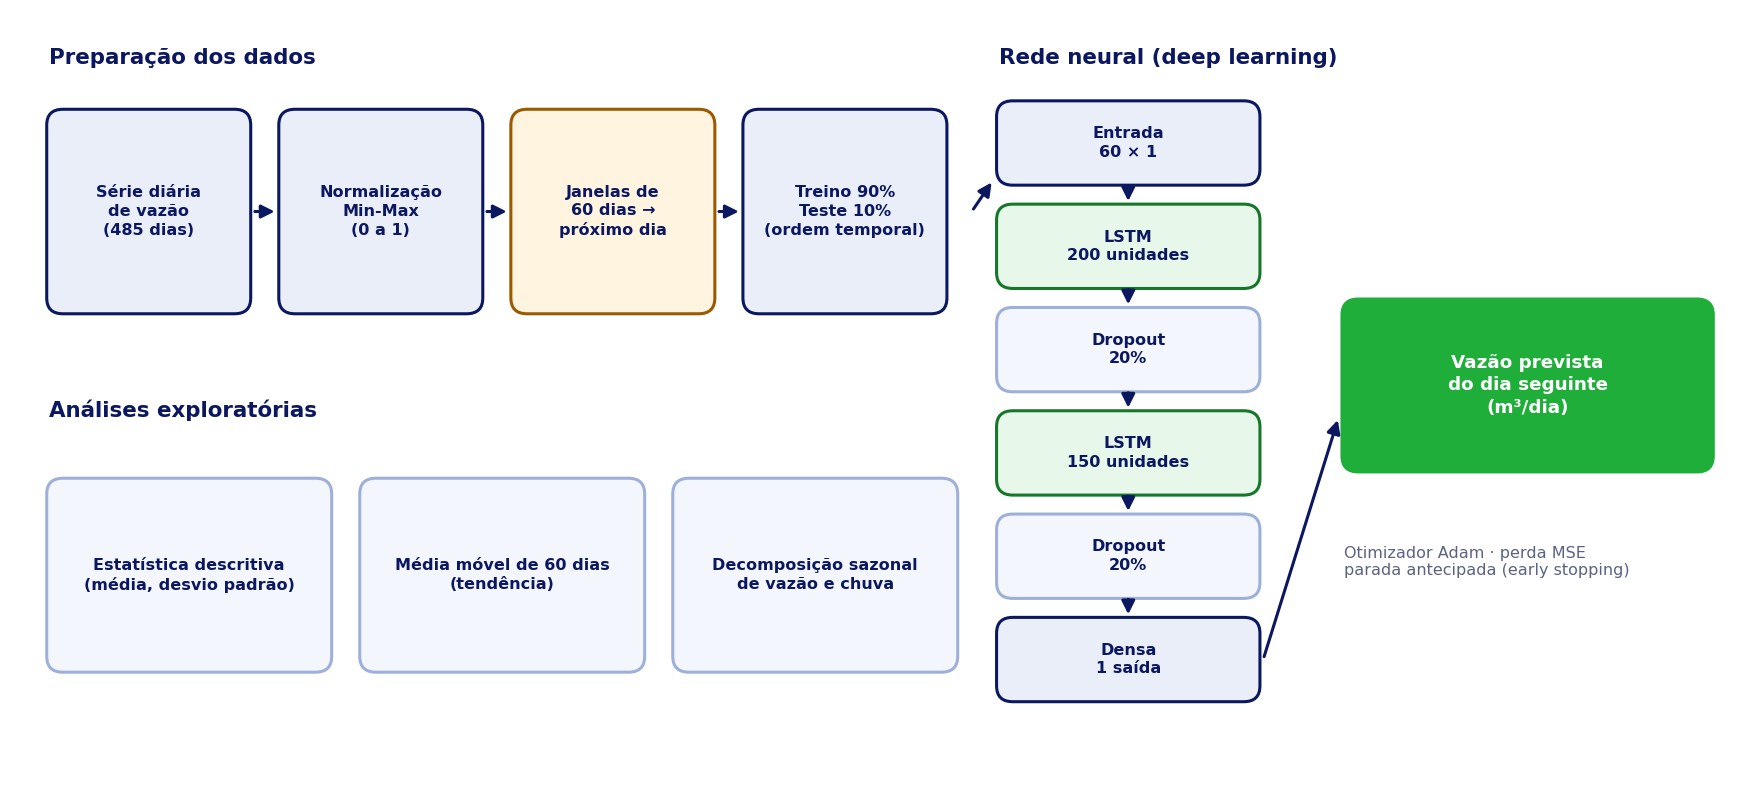 Preparação dos dados
Série diária
de vazão
(485 dias)
Normalização
Min-Max
(0 a 1)
Janelas de
60 dias →
próximo dia
Treino 90%
Teste 10%
(ordem temporal)
Análises exploratórias
Estatística descritiva
(média, desvio padrão)
Média móvel de 60 dias
(tendência)
Decomposição sazonal
de vazão e chuva
Rede neural (deep learning)
Entrada
60 × 1
LSTM
200 unidades
Dropout
20%
LSTM
150 unidades
Dropout
20%
Densa
1 saída
Vazão prevista
do dia seguinte
(m³/dia)
Otimizador Adam · perda MSE
parada antecipada (early stopping)